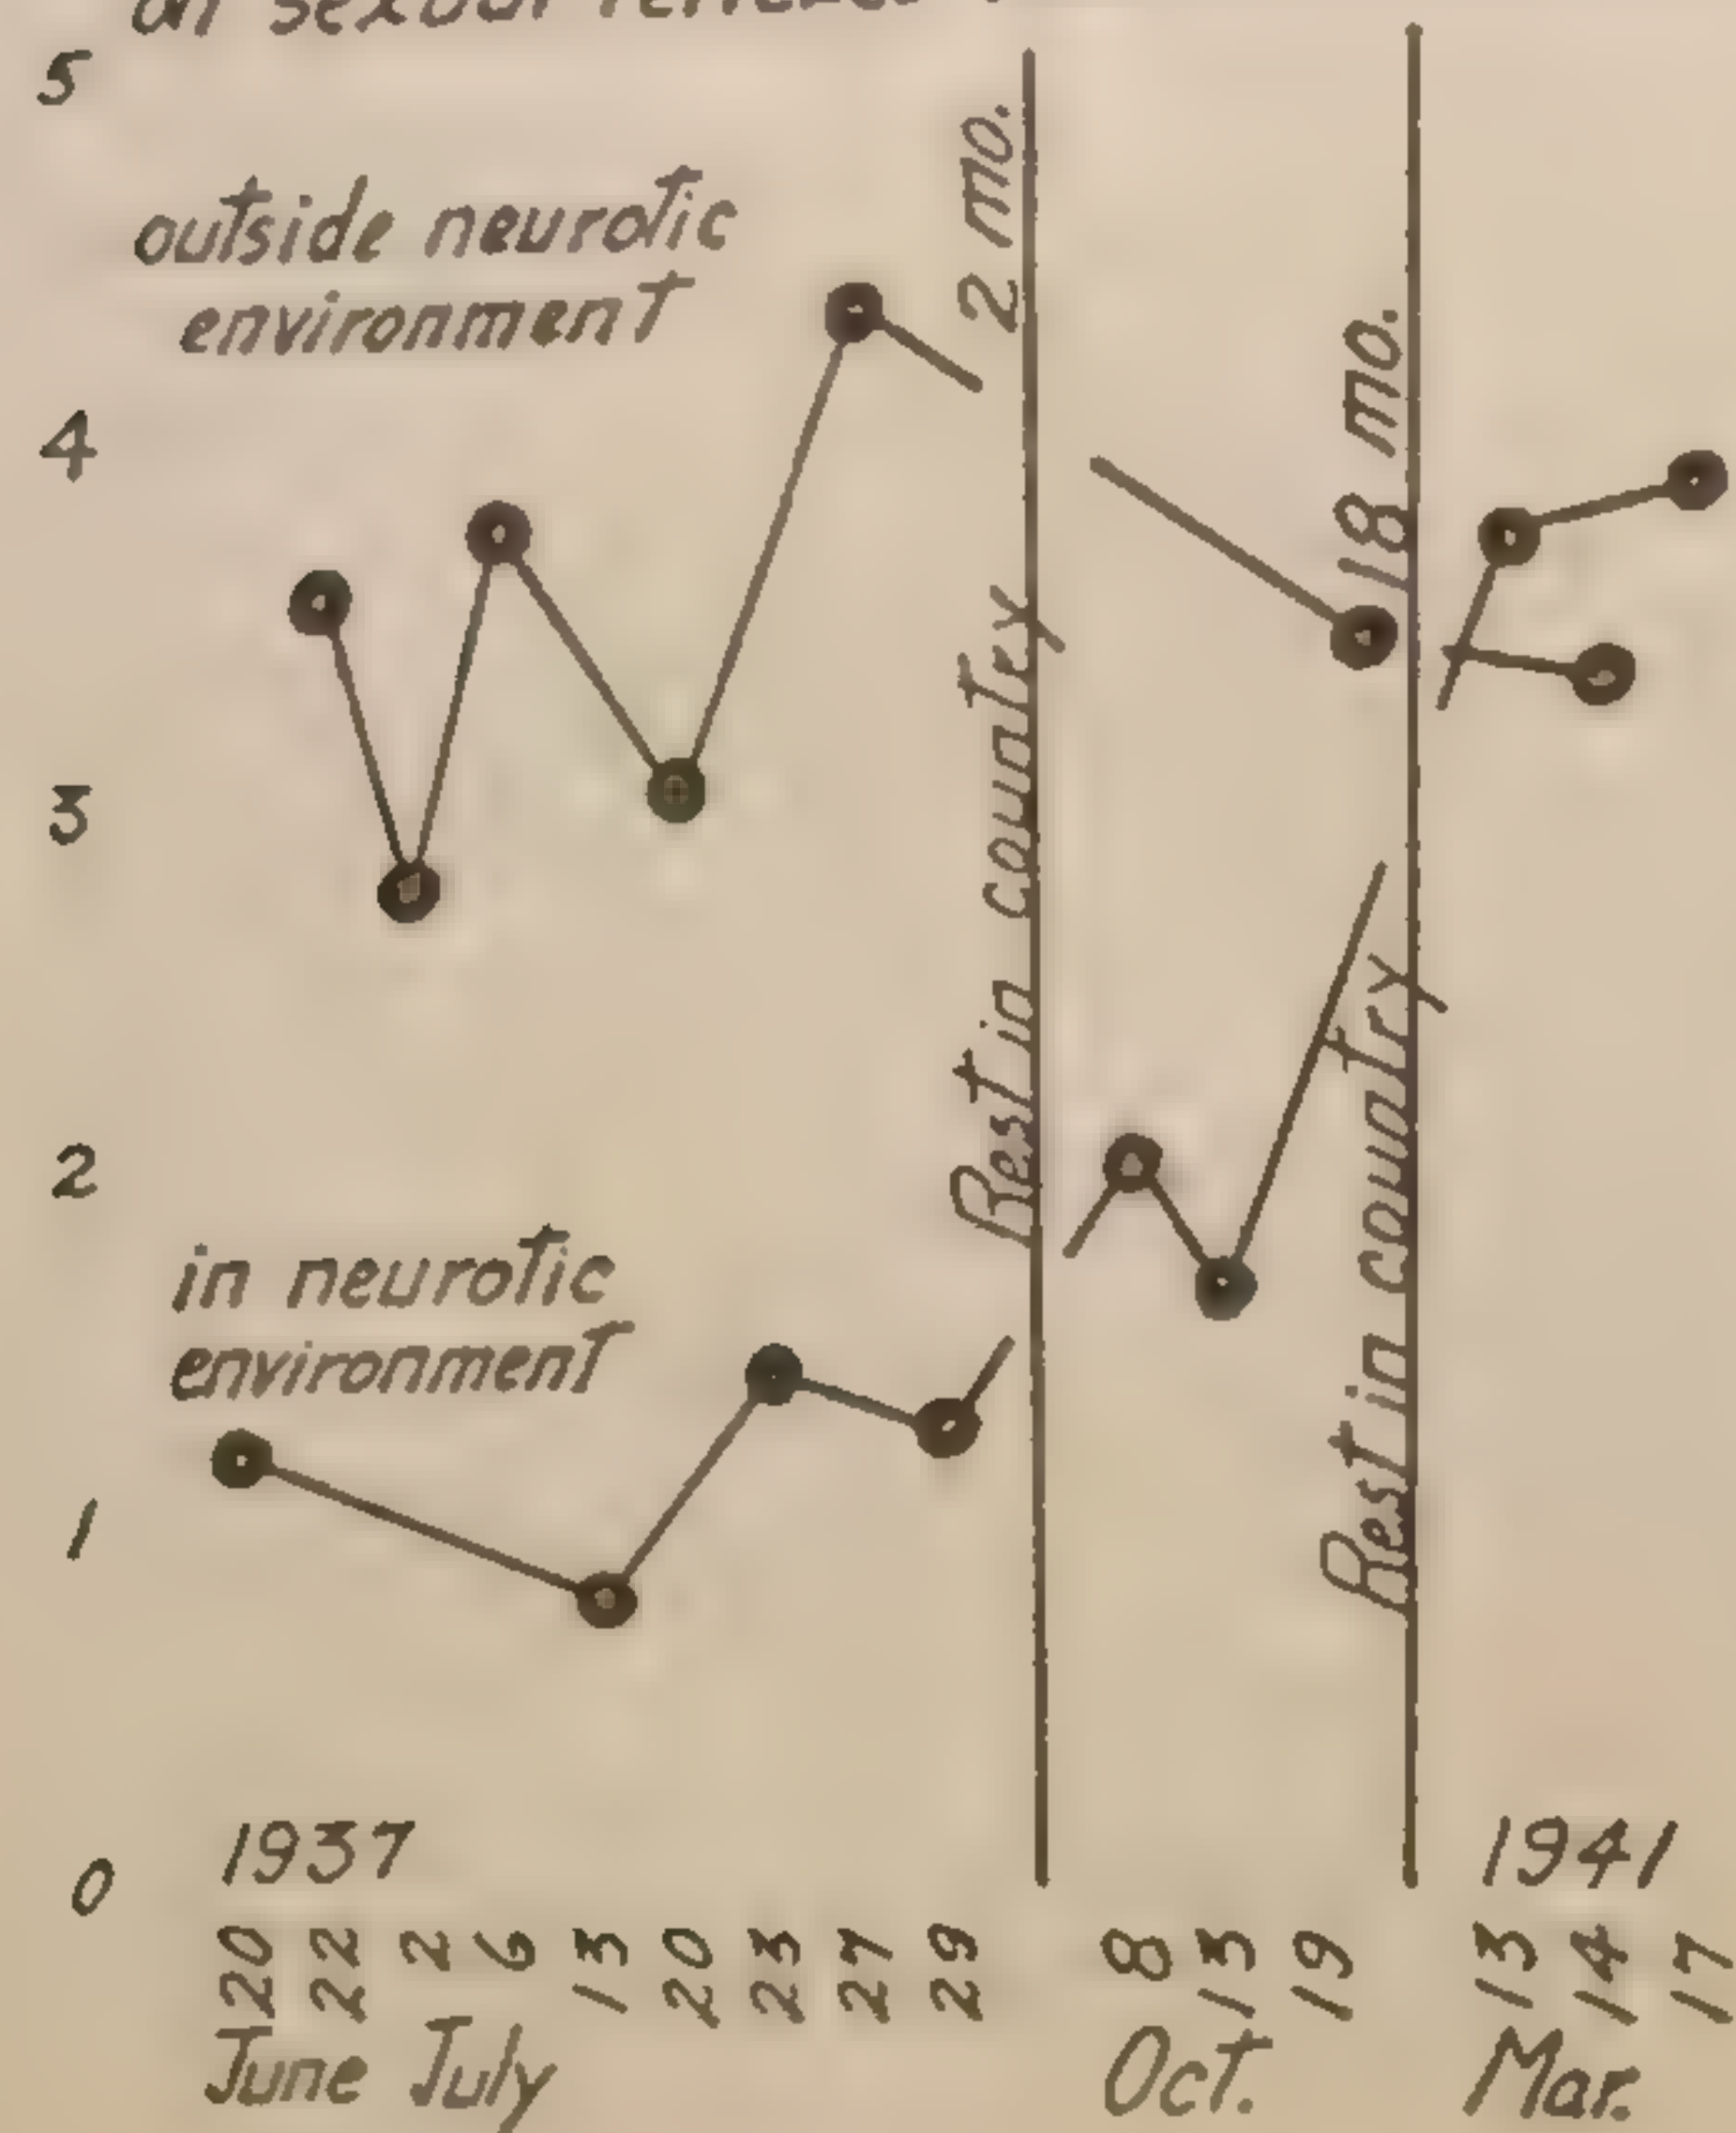 on sexual
5
outside neurotic
environment
2 mo.
4
18 mo.
3
Rest in country
2
Rest in country
in neurotic
environment
1
0
1937
1941
20 22 2 6 13 20 23 27 29 8 13 19 13 14 17
June July Oct. Mar.